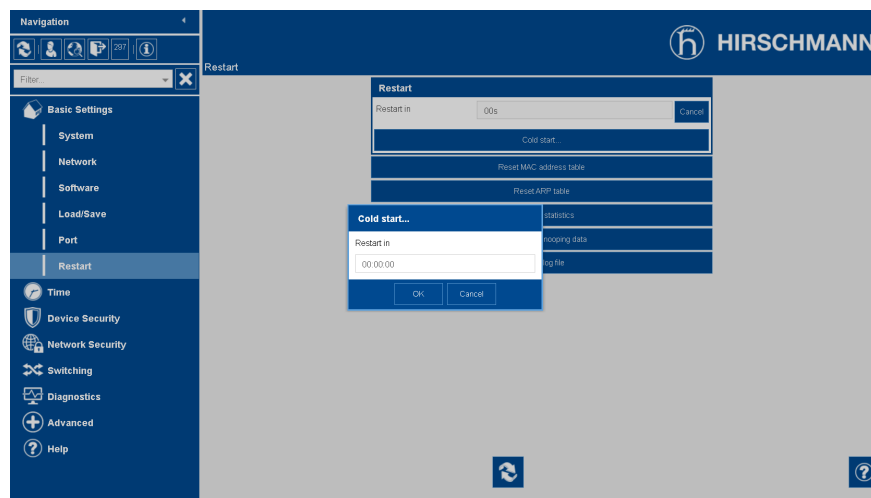 Navigation
297
Filter...
HIRSCHMANN
Restart
Basic Settings
System
Network
Software
Load/Save
Port
Restart
Time
Device Security
Network Security
Switching
Diagnostics
Advanced
Help
Restart
Restart in
00s
Cancel
Cold start...
Reset MAC address table
Reset ARP table
statistics
nooping data
log file
Cold start...
Restart in
00:00:00
OK
Cancel